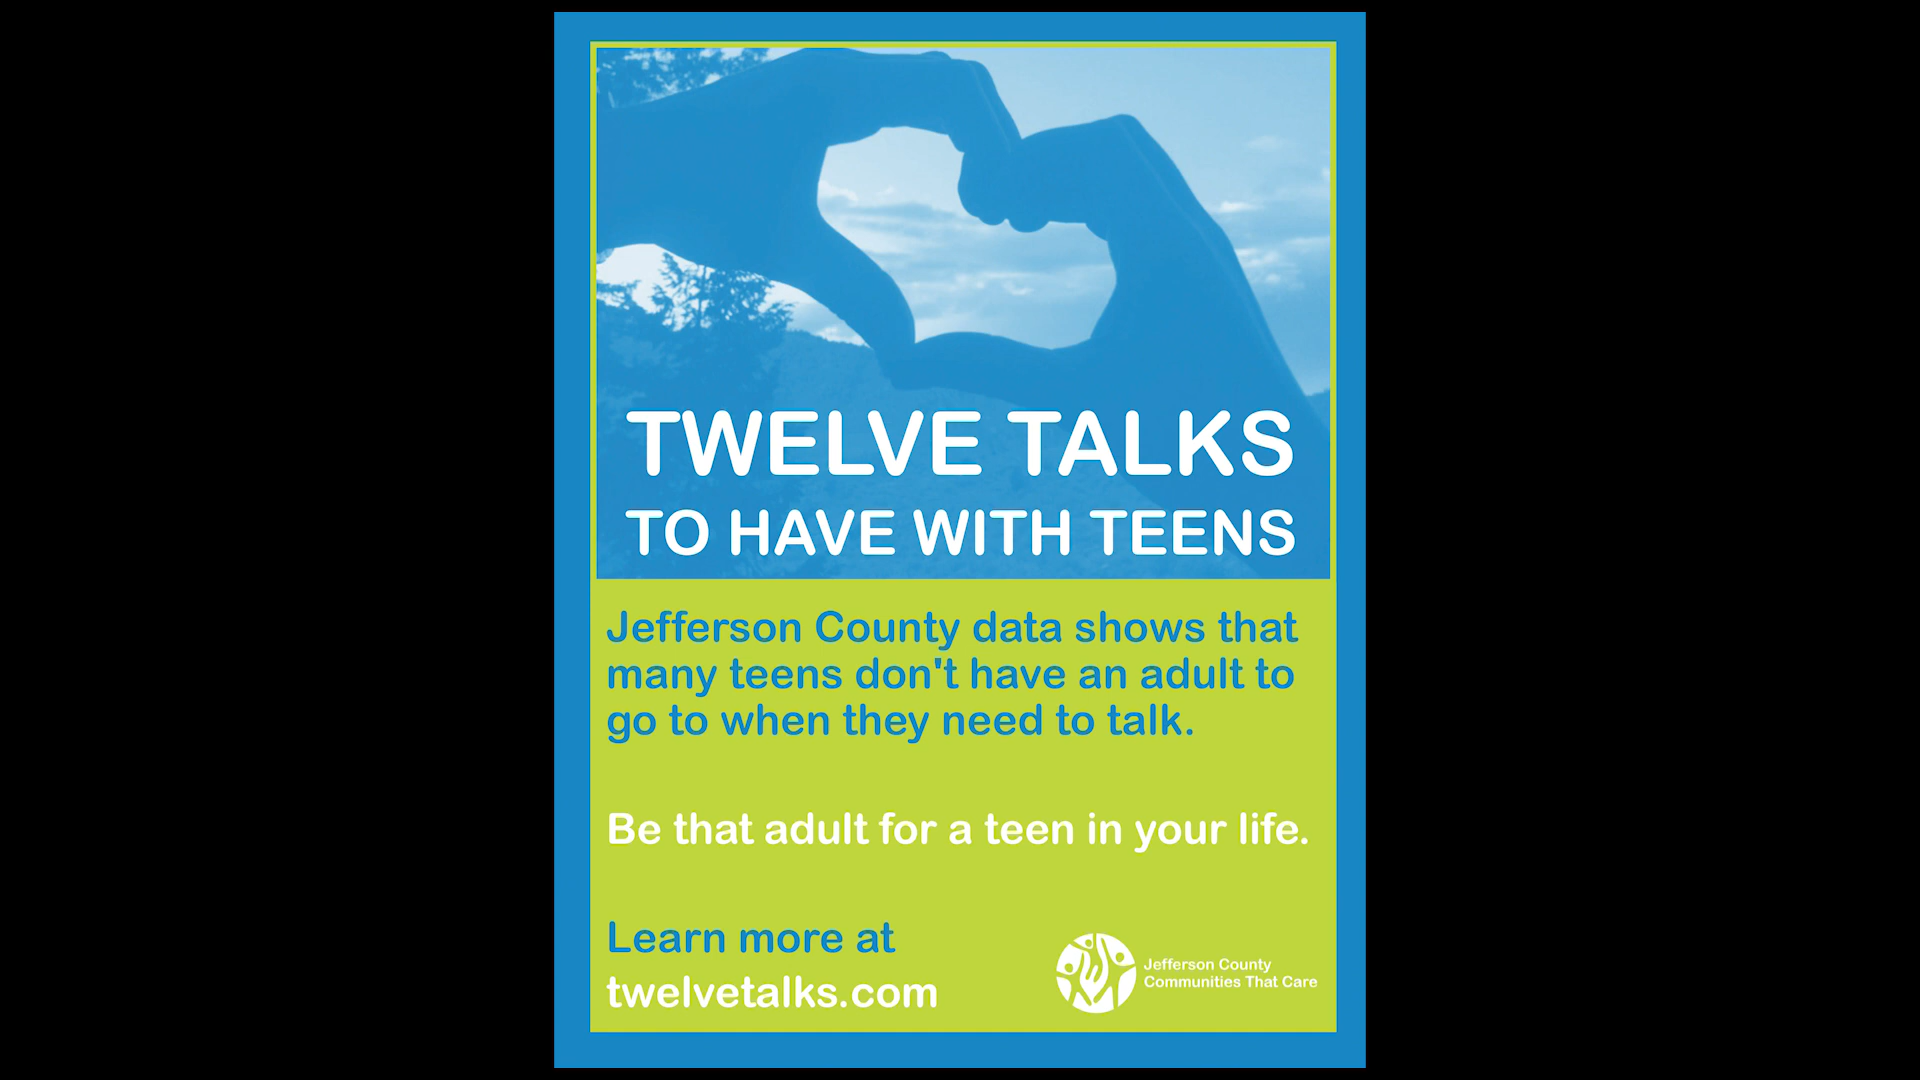 TWELVE TALKS
TO HAVE WITH TEENS
Jefferson County data shows that
many teens don't have an adult to
go to when they need to talk.
Be that adult for a teen in your life.
Learn more at
twelvetalks.com
Jefferson County
Communities That Care